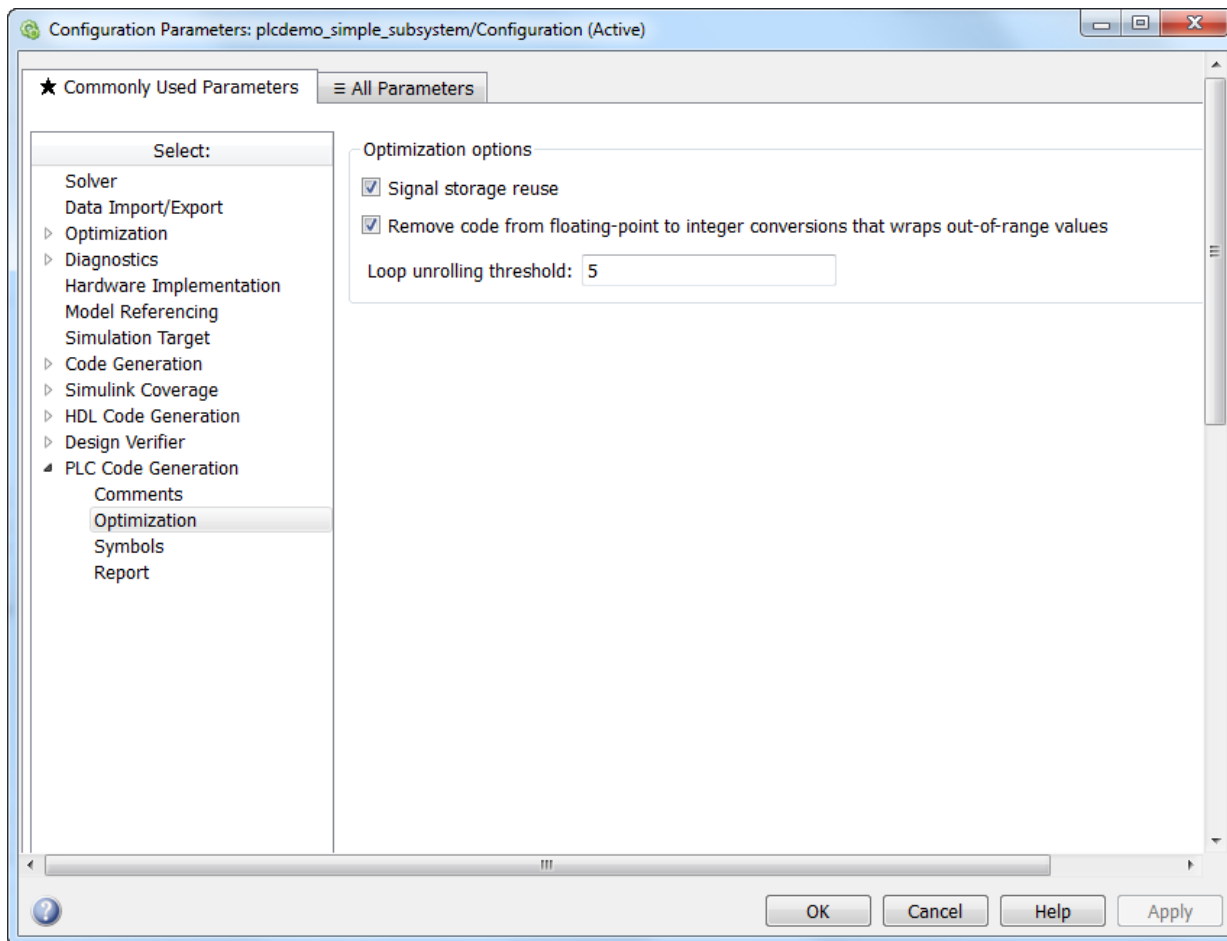 Configuration Parameters: plcdemo_simple_subsystem/Configuration (Active)
★ Commonly Used Parameters
≡ All Parameters
Select:
Solver
Data Import/Export
Optimization
Diagnostics
Hardware Implementation
Model Referencing
Simulation Target
Code Generation
Simulink Coverage
HDL Code Generation
Design Verifier
PLC Code Generation
Comments
Optimization
Symbols
Report
Optimization options
Signal storage reuse
Remove code from floating-point to integer conversions that wraps out-of-range values
Loop unrolling threshold: 5
?
OK
Cancel
Help
Apply